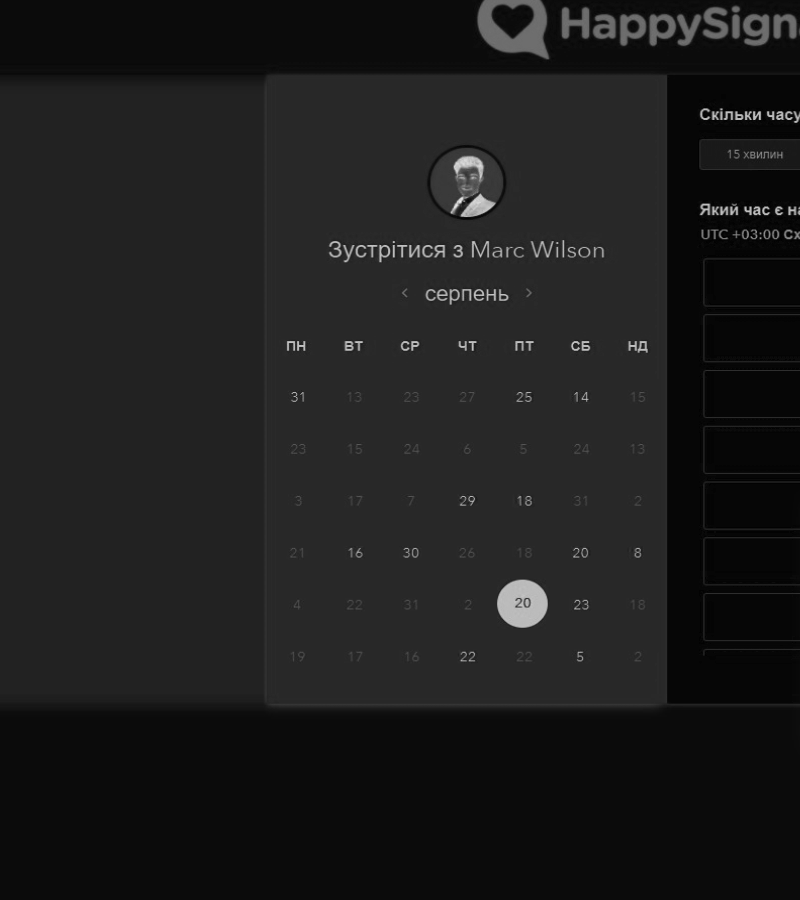 HappySign
Зустрітися з Marc Wilson
серпень
ПН ВТ СР ЧТ ПТ СБ НД
31 13 23 27 25 14 15
23 15 24 6 5 24 13
3 17 7 29 18 31 2
21 16 30 26 18 20 8
4 22 31 2 20 23 18
19 17 16 22 22 5 2
Скільки часу
15 хвилин
Який час є на
UTC +03:00 Сх